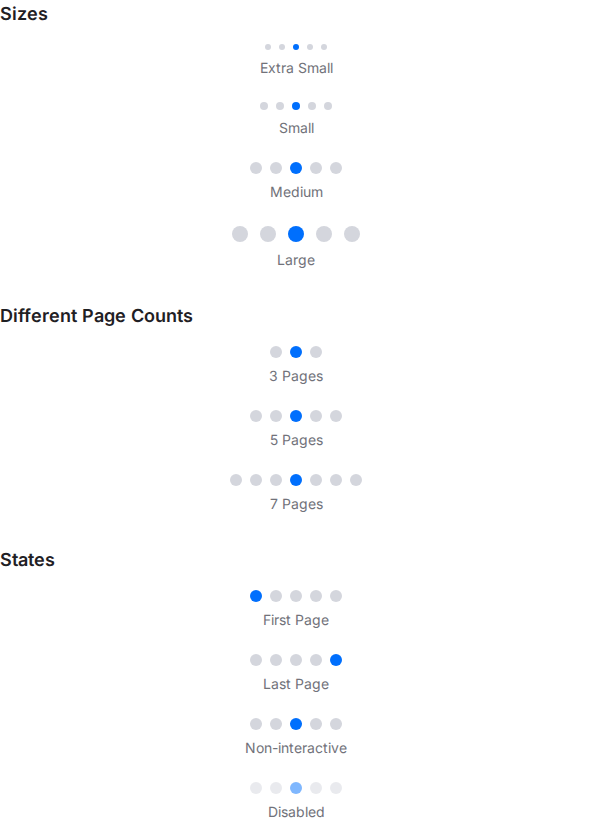 Sizes
Extra Small
Small
Medium
Large
Different Page Counts
3 Pages
5 Pages
7 Pages
States
First Page
Last Page
Non-interactive
Disabled